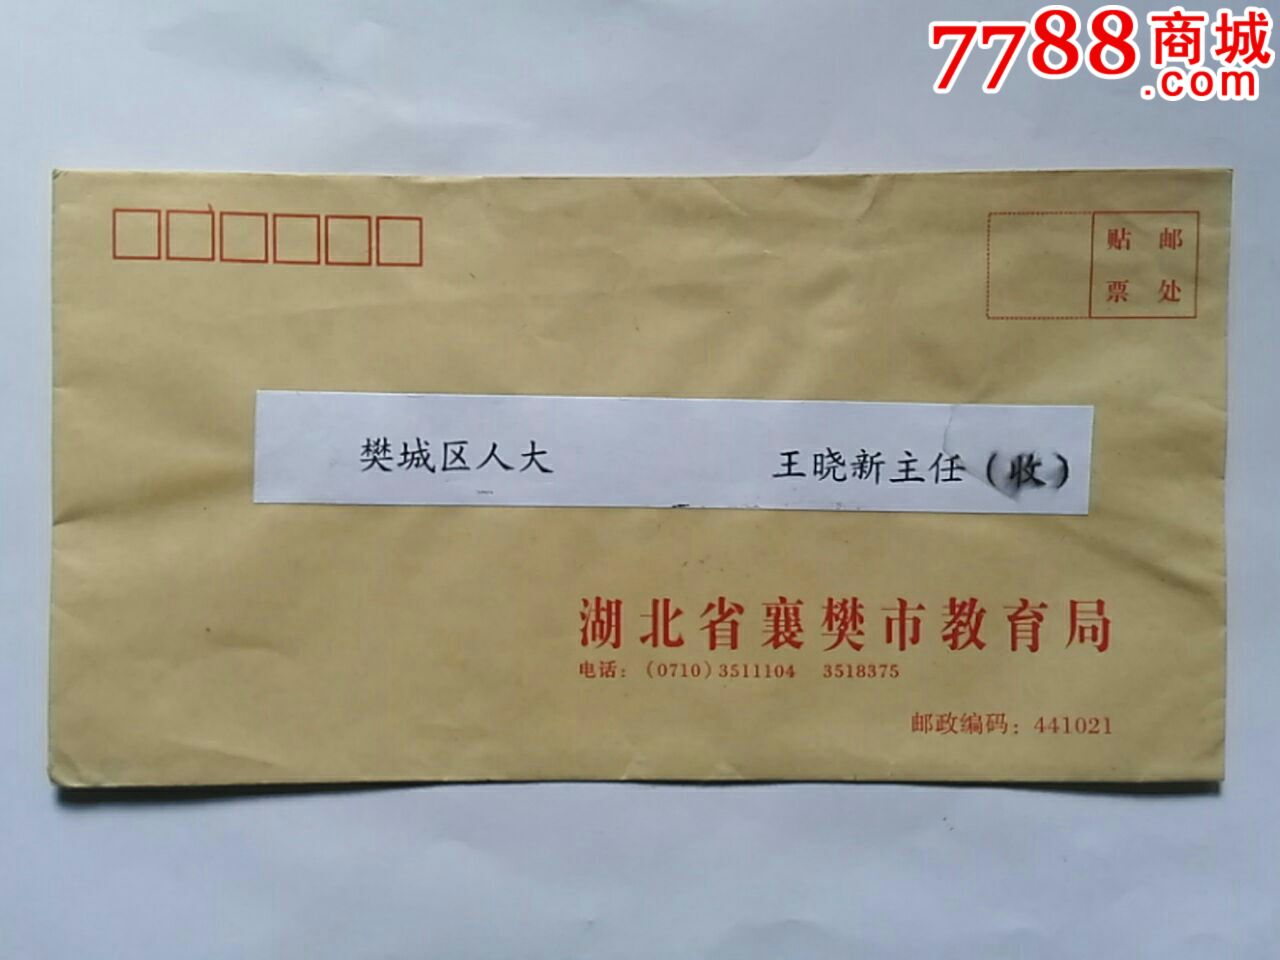 7788商城
.com
贴 邮
票 处
樊城区人大 王晓新主任(收)
湖北省襄樊市教育局
电话：(0710)3511104 3518375
邮政编码：441021